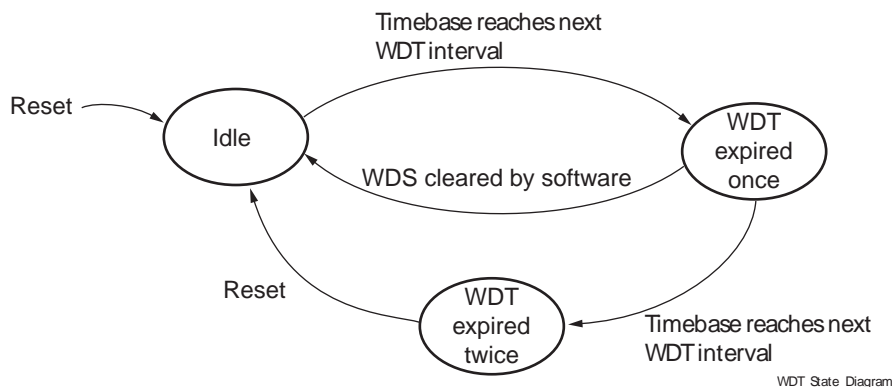 Timebase reaches next
WDT interval
Reset
Idle
WDT
expired
once
WDS cleared by software
Reset
WDT
expired
twice
Timebase reaches next
WDT interval
WDT State Diagram